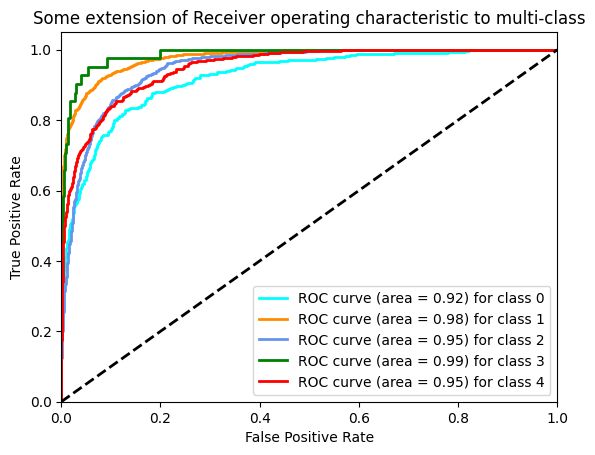 Some extension of Receiver operating characteristic to multi-class
1.0
0.8
0.6
0.4
0.2
0.0
True Positive Rate
ROC curve (area = 0.92) for class 0
ROC curve (area = 0.98) for class 1
ROC curve (area = 0.95) for class 2
ROC curve (area = 0.99) for class 3
ROC curve (area = 0.95) for class 4
0.0 0.2 0.4 0.6 0.8 1.0
False Positive Rate